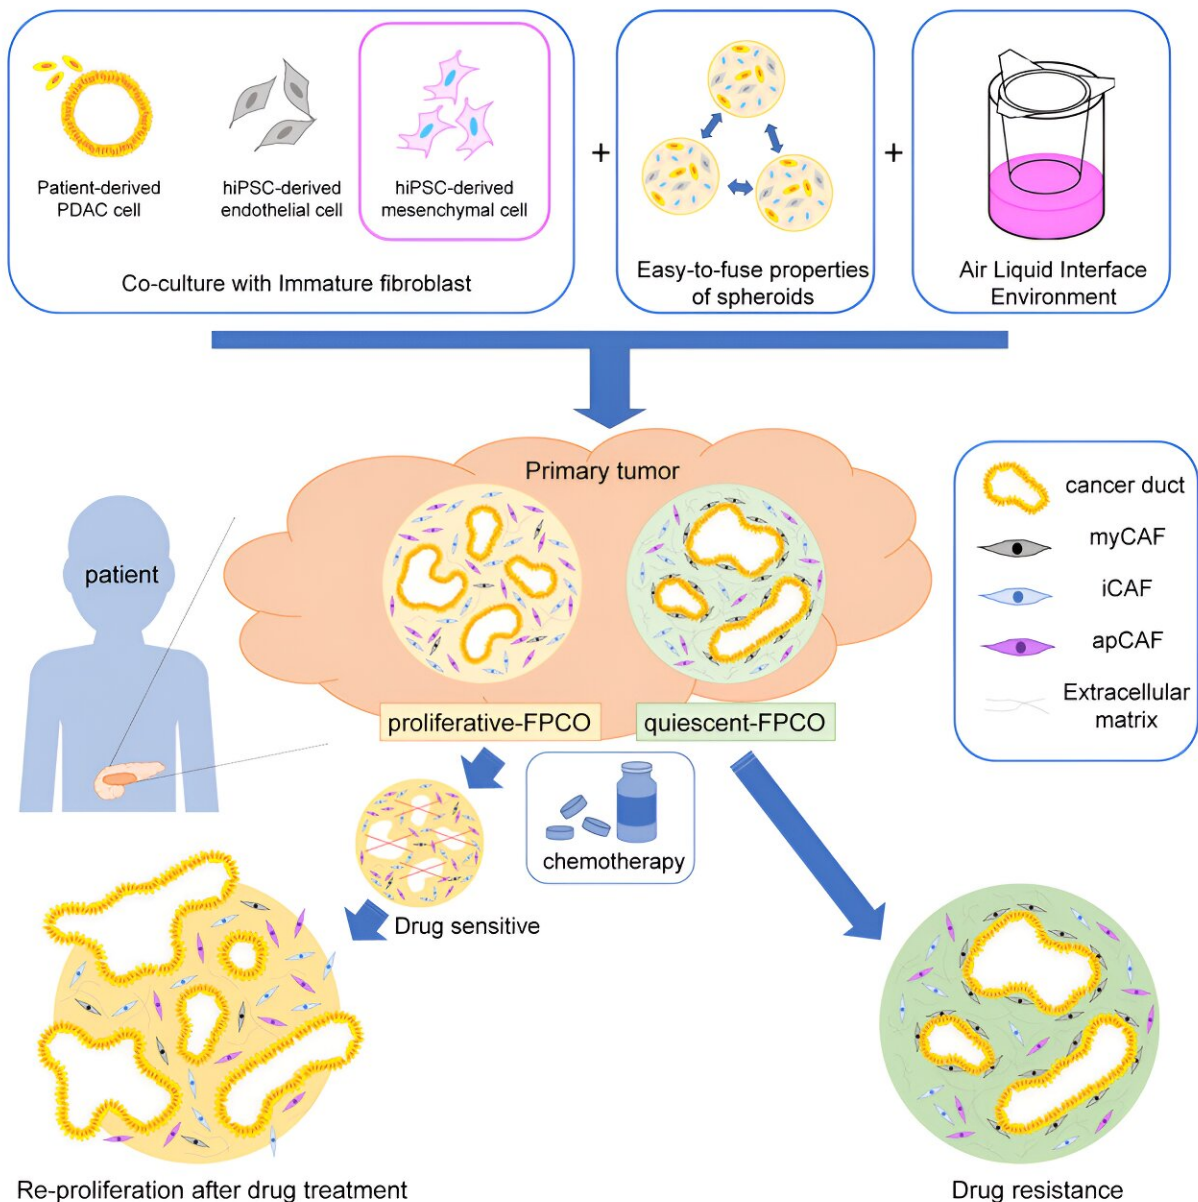 Patient-derived
PDAC cell
hiPSC-derived
endothelial cell
hiPSC-derived
mesenchymal cell
Co-culture with Immature fibroblast
+
Easy-to-fuse properties
of spheroids
+
Air Liquid Interface
Environment
Primary tumor
patient
proliferative-FPCO
quiescent-FPCO
cancer duct
myCAF
iCAF
apCAF
Extracellular
matrix
chemotherapy
Drug sensitive
Re-proliferation after drug treatment
Drug resistance